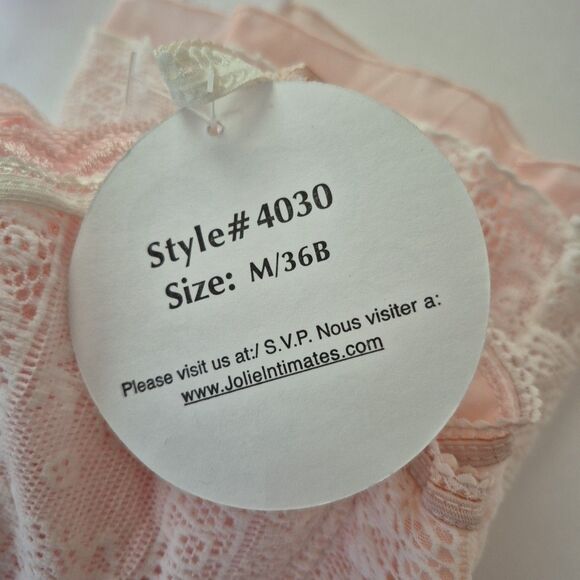 Style# 4030
Size: M/36B
Please visit us at:/ S.V.P. Nous visiter a:
www.JolieIntimates.com